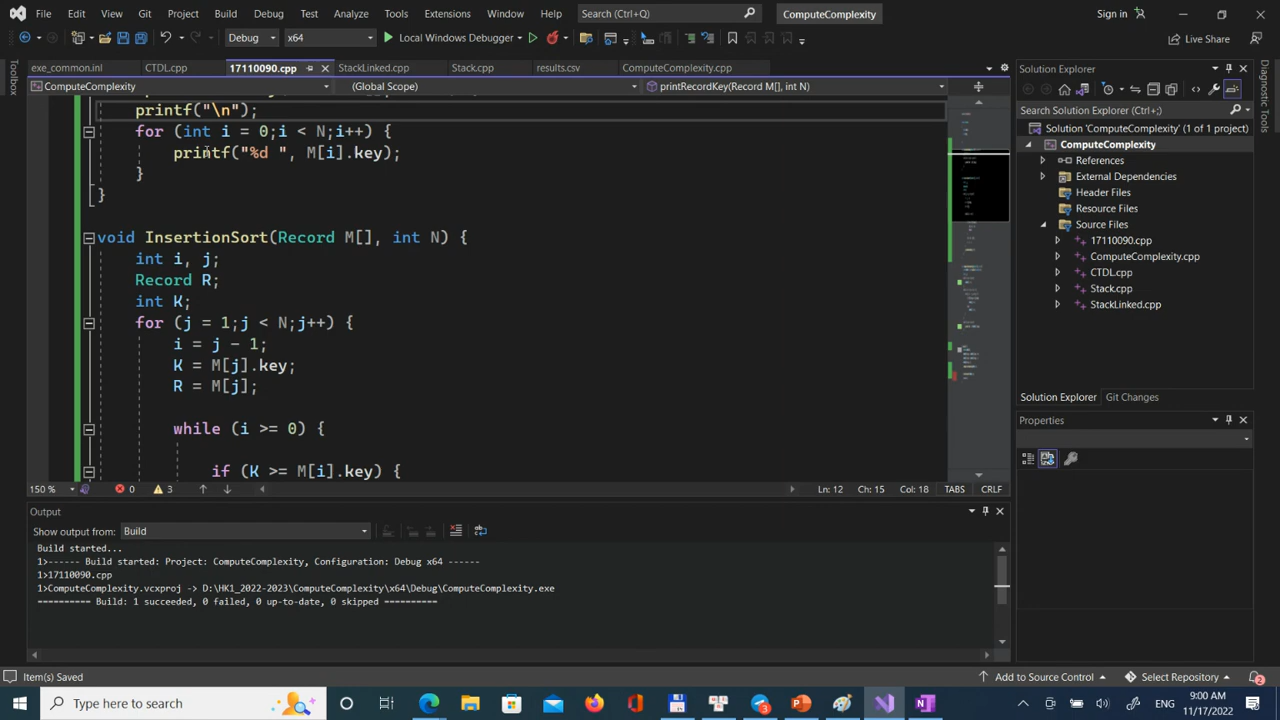 File Edit View Git Project Build Debug Test Analyze Tools Extensions Window Help Search (Ctrl+Q) ComputeComplexity Sign in
Debug x64 Local Windows Debugger Live Share
exe_common.inl CTDL.cpp 17110090.cpp StackLinked.cpp Stack.cpp results.csv ComputeComplexity.cpp
ComputeComplexity (Global Scope) printRecordKey(Record M[], int N)
Toolbox
Diagnostic Tools
printf("\n");
for (int i = 0;i < N;i++) {
printf("%d ", M[i].key);
}
}
void InsertionSort(Record M[], int N) {
int i, j;
Record R;
int K;
for (j = 1;j < N;j++) {
i = j - 1;
K = M[j].key;
R = M[j];
while (i >= 0) {
if (K >= M[i].key) {
150 % 0 3 Ln: 12 Ch: 15 Col: 18 TABS CRLF
Output
Show output from: Build
Build started...
1>------ Build started: Project: ComputeComplexity, Configuration: Debug x64 ------
1>17110090.cpp
1>ComputeComplexity.vcxproj -> D:\HK1_2022-2023\ComputeComplexity\x64\Debug\ComputeComplexity.exe
========== Build: 1 succeeded, 0 failed, 0 up-to-date, 0 skipped ==========
Solution Explorer
Search Solution Explorer (Ctrl+;)
Solution 'ComputeComplexity' (1 of 1 project)
ComputeComplexity
References
External Dependencies
Header Files
Resource Files
Source Files
17110090.cpp
ComputeComplexity.cpp
CTDL.cpp
Stack.cpp
StackLinked.cpp
Solution Explorer Git Changes
Properties
Item(s) Saved Add to Source Control Select Repository 2
Type here to search ENG 9:00 AM
11/17/2022